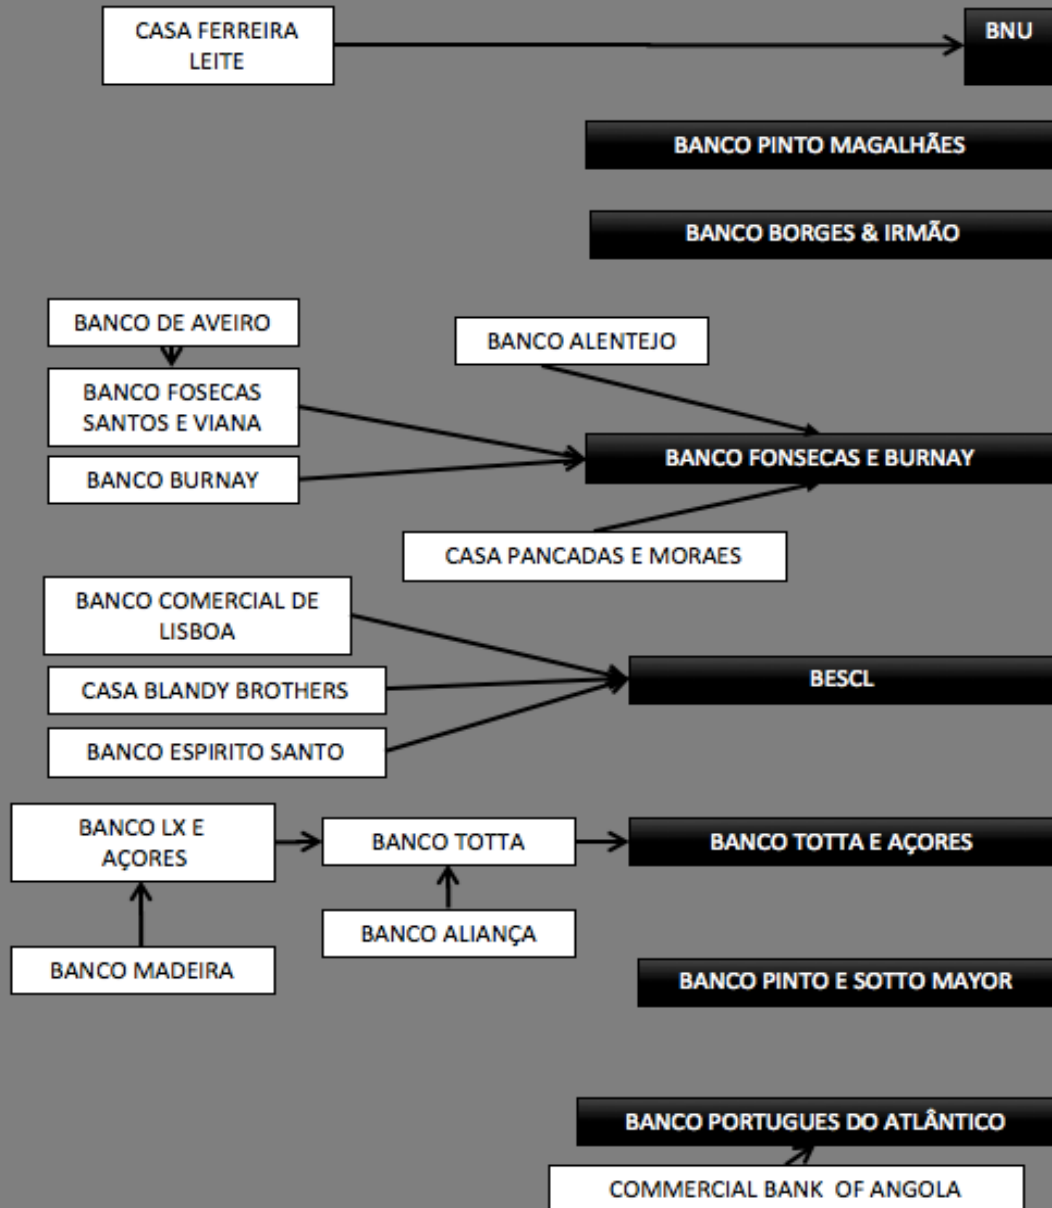 CASA FERREIRA
LEITE
BNU
BANCO PINTO MAGALHÃES
BANCO BORGES & IRMÃO
BANCO DE AVEIRO
BANCO ALENTEJO
BANCO FOSECAS
SANTOS E VIANA
BANCO FONSECAS E BURNAY
BANCO BURNAY
CASA PANCADAS E MORAES
BANCO COMERCIAL DE
LISBOA
CASA BLANDY BROTHERS
BESCL
BANCO ESPIRITO SANTO
BANCO LX E
AÇORES
BANCO TOTTA
BANCO TOTTA E AÇORES
BANCO ALIANÇA
BANCO MADEIRA
BANCO PINTO E SOTTO MAYOR
BANCO PORTUGUES DO ATLÂNTICO
COMMERCIAL BANK OF ANGOLA